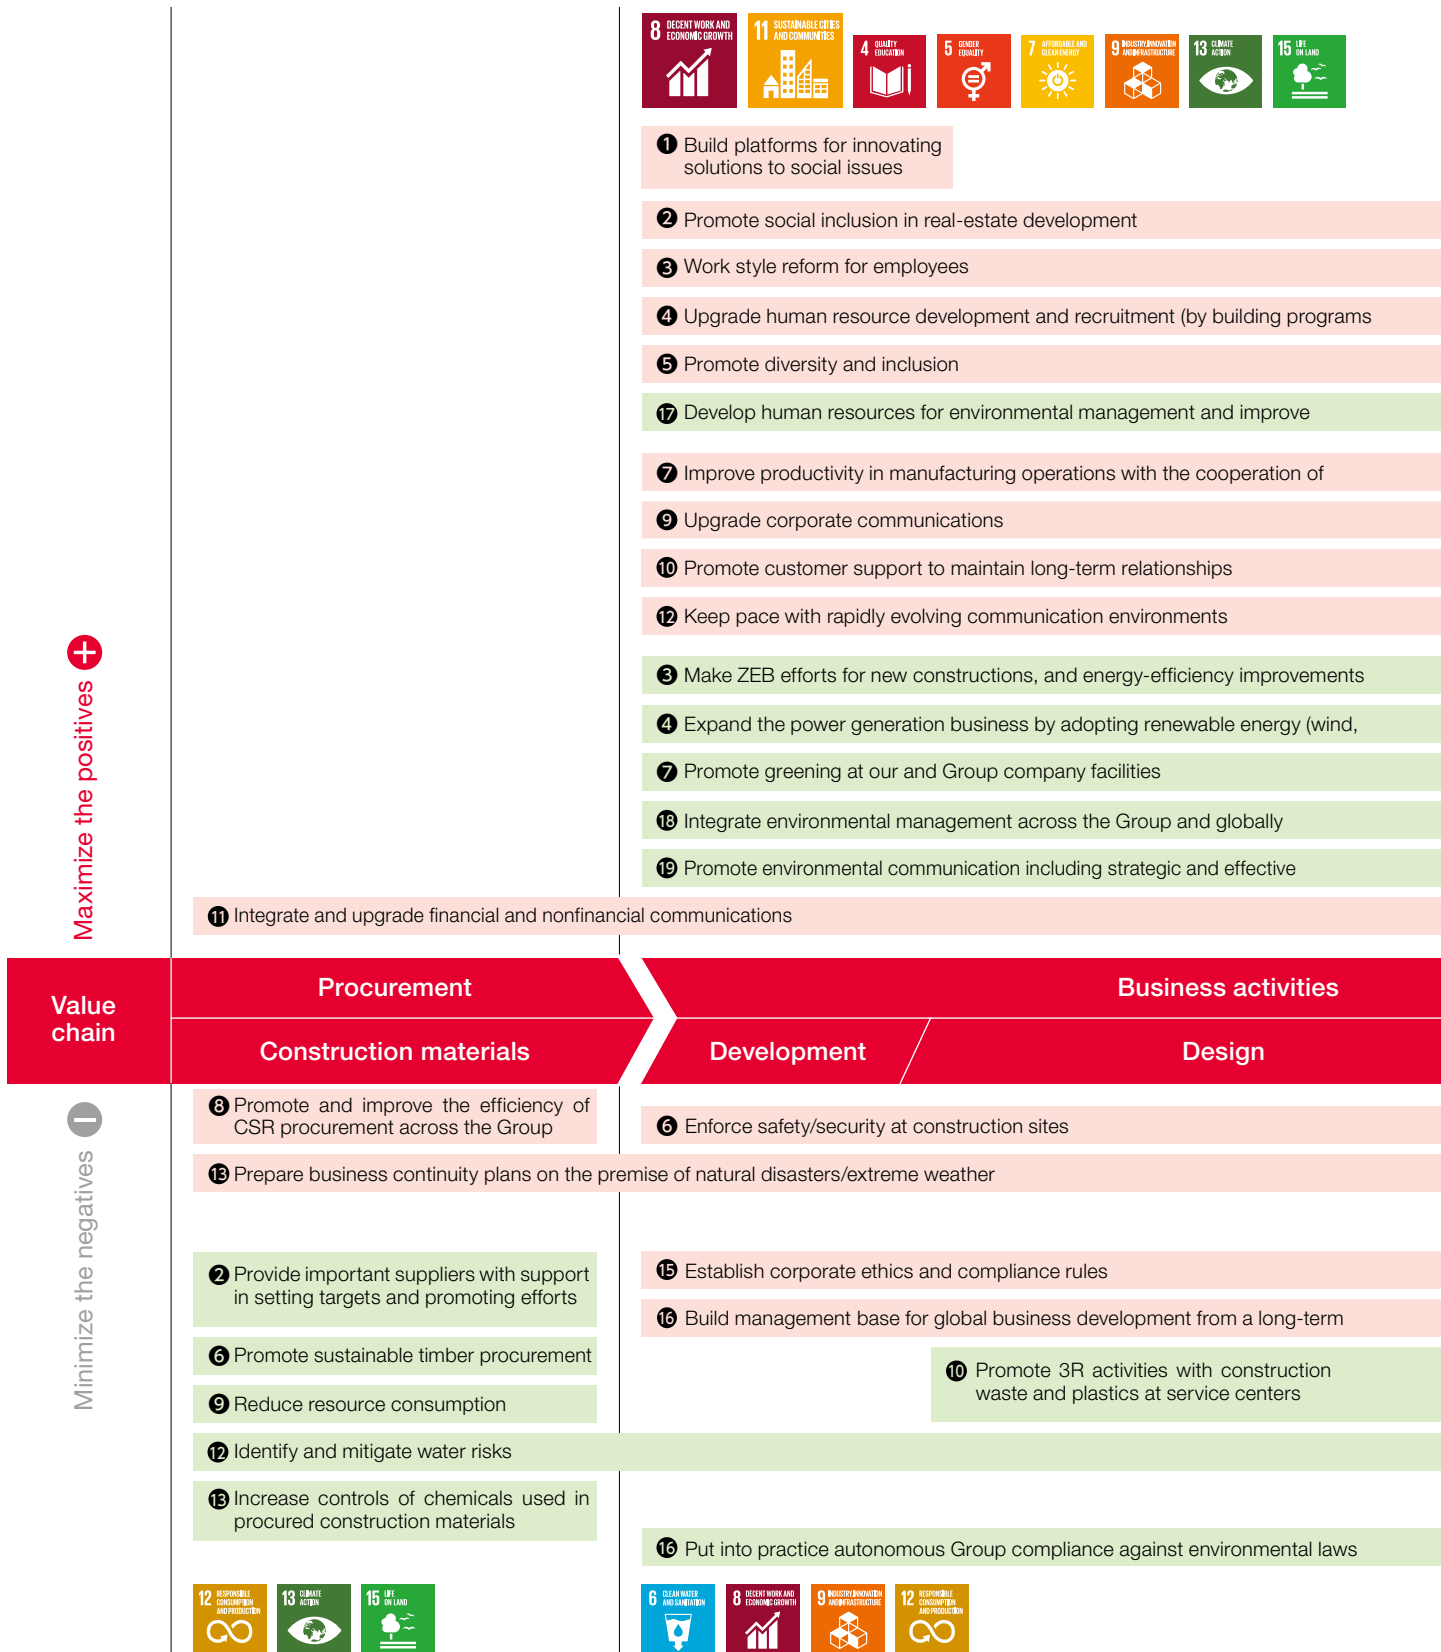 8 DECENT WORK AND
ECONOMIC GROWTH
11 SUSTAINABLE CITIES
AND COMMUNITIES
4 QUALITY
EDUCATION
5 GENDER
EQUALITY
7 AFFORDABLE AND
CLEAN ENERGY
9 INDUSTRY, INNOVATION
AND INFRASTRUCTURE
13 CLIMATE
ACTION
15 LIFE
ON LAND
1 Build platforms for innovating
solutions to social issues
2 Promote social inclusion in real-estate development
3 Work style reform for employees
4 Upgrade human resource development and recruitment (by building programs
5 Promote diversity and inclusion
17 Develop human resources for environmental management and improve
7 Improve productivity in manufacturing operations with the cooperation of
9 Upgrade corporate communications
10 Promote customer support to maintain long-term relationships
12 Keep pace with rapidly evolving communication environments
3 Make ZEB efforts for new constructions, and energy-efficiency improvements
4 Expand the power generation business by adopting renewable energy (wind,
7 Promote greening at our and Group company facilities
18 Integrate environmental management across the Group and globally
19 Promote environmental communication including strategic and effective
11 Integrate and upgrade financial and nonfinancial communications
Maximize the positives +
Value
chain
Procurement
Business activities
Construction materials
Development
Design
Minimize the negatives −
8 Promote and improve the efficiency of
CSR procurement across the Group
6 Enforce safety/security at construction sites
13 Prepare business continuity plans on the premise of natural disasters/extreme weather
2 Provide important suppliers with support
in setting targets and promoting efforts
15 Establish corporate ethics and compliance rules
16 Build management base for global business development from a long-term
6 Promote sustainable timber procurement
10 Promote 3R activities with construction
waste and plastics at service centers
9 Reduce resource consumption
12 Identify and mitigate water risks
13 Increase controls of chemicals used in
procured construction materials
16 Put into practice autonomous Group compliance against environmental laws
12 RESPONSIBLE
CONSUMPTION
AND PRODUCTION
13 CLIMATE
ACTION
15 LIFE
ON LAND
6 CLEAN WATER
AND SANITATION
8 DECENT WORK AND
ECONOMIC GROWTH
9 INDUSTRY, INNOVATION
AND INFRASTRUCTURE
12 RESPONSIBLE
CONSUMPTION
AND PRODUCTION